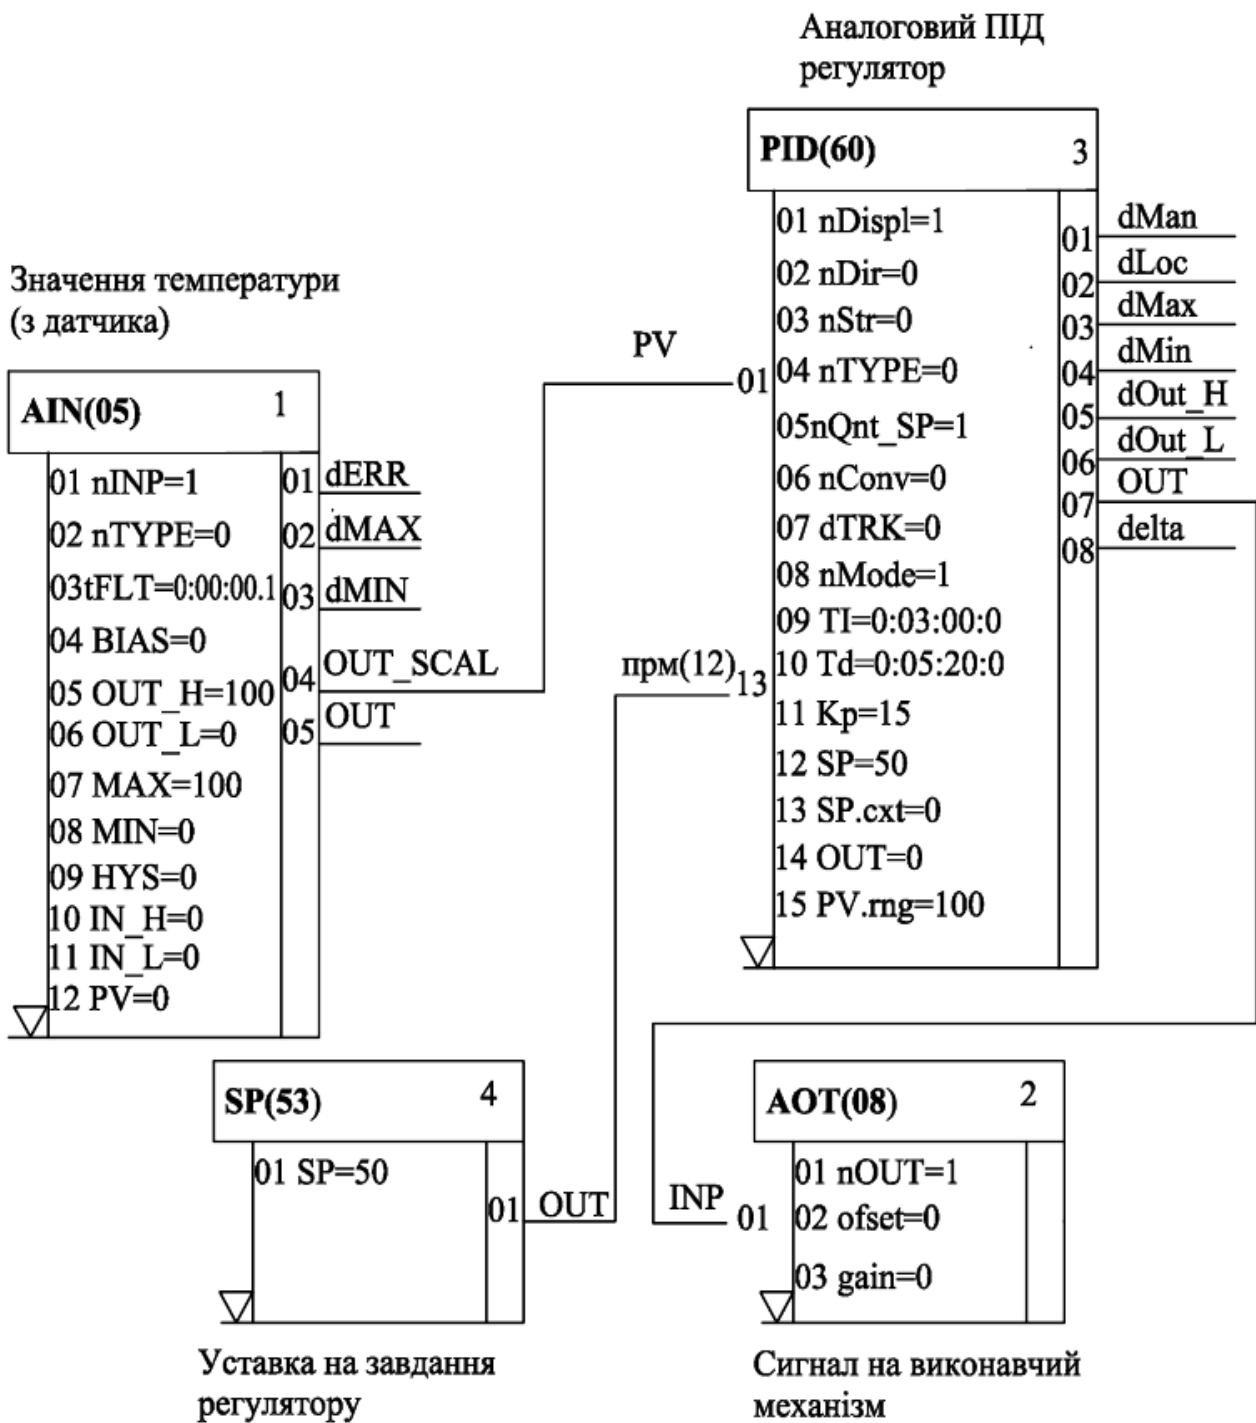 Аналоговий ПІД
регулятор
PID(60) 3
01 nDispl=1
02 nDir=0
03 nStr=0
04 nTYPE=0
05nQnt_SP=1
06 nConv=0
07 dTRK=0
08 nMode=1
09 TI=0:03:00:0
10 Td=0:05:20:0
11 Kp=15
12 SP=50
13 SP.cxt=0
14 OUT=0
15 PV.rng=100
PV
01
прм(12)
13
01 dMan
02 dLoc
03 dMax
04 dMin
05 dOut_H
06 dOut_L
07 OUT
08 delta
Значення температури
(з датчика)
AIN(05) 1
01 nINP=1
02 nTYPE=0
03tFLT=0:00:00.1
04 BIAS=0
05 OUT_H=100
06 OUT_L=0
07 MAX=100
08 MIN=0
09 HYS=0
10 IN_H=0
11 IN_L=0
12 PV=0
01 dERR
02 dMAX
03 dMIN
04 OUT_SCAL
05 OUT
SP(53) 4
01 SP=50
01 OUT
Уставка на завдання
регулятору
AOT(08) 2
INP
01
01 nOUT=1
02 ofset=0
03 gain=0
Сигнал на виконавчий
механізм